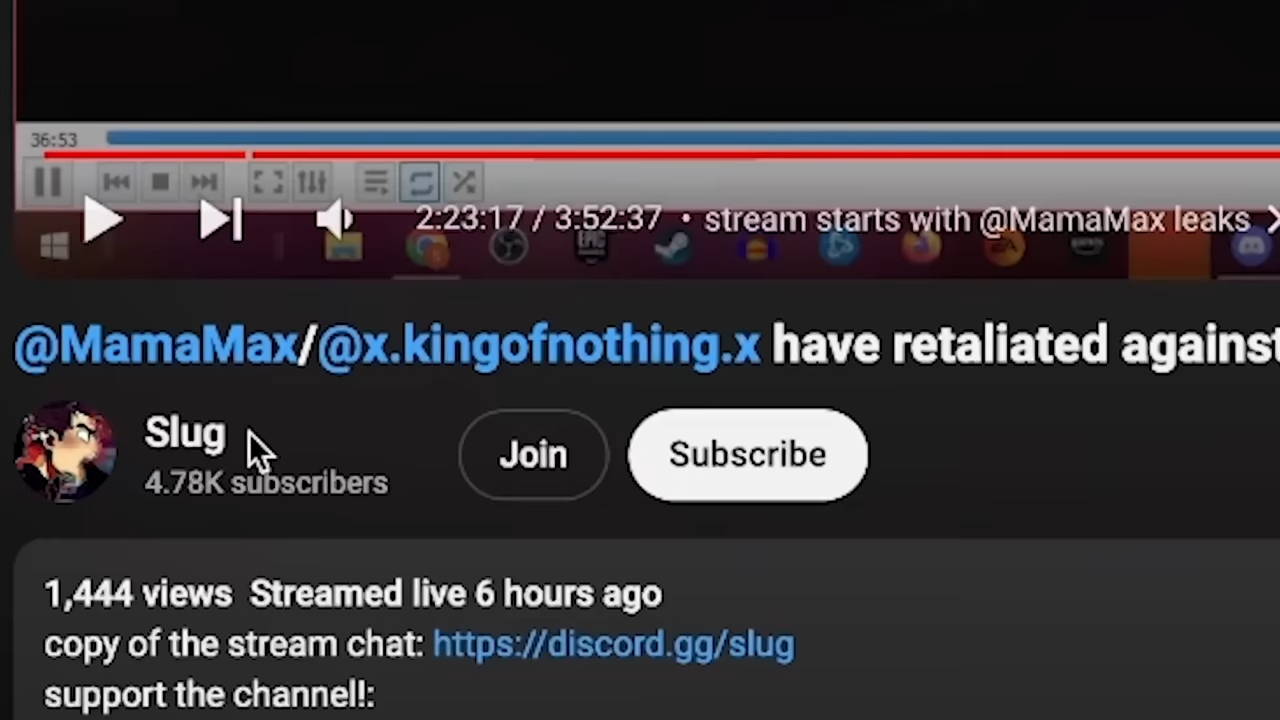 36:53
2:23:17 / 3:52:37 • stream starts with @MamaMax leaks
EPIC
@MamaMax/@x.kingofnothing.x have retaliated against
Slug
4.78K subscribers
Join
Subscribe
1,444 views Streamed live 6 hours ago
copy of the stream chat: https://discord.gg/slug
support the channel!: